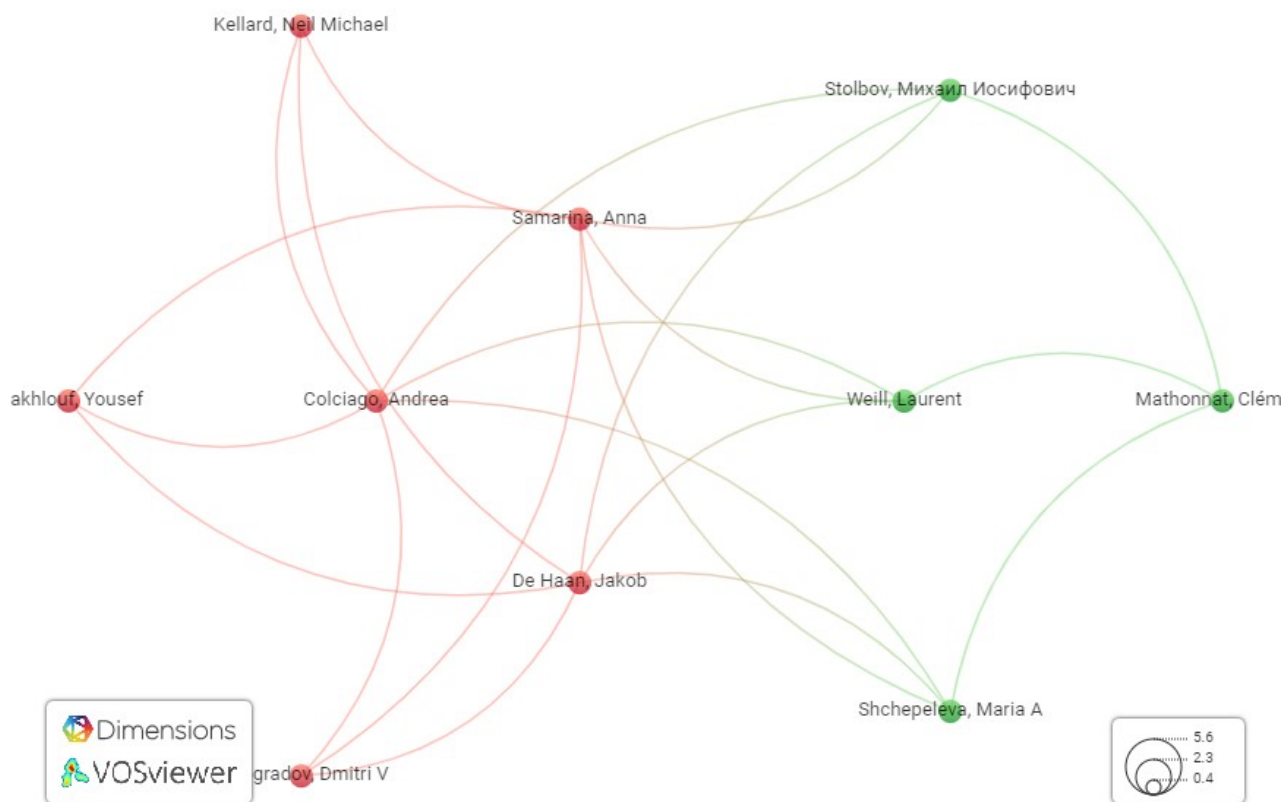 Kellard, Neil Michael
Stolbov, Михаил Иосифович
Samarina, Anna
akhlouf, Yousef
Colciago, Andrea
Weill, Laurent
Mathonnat, Clém
De Haan, Jakob
Shchepeleva, Maria A
Dimensions
VOSviewer
gradov, Dmitri V
5.6
2.3
0.4